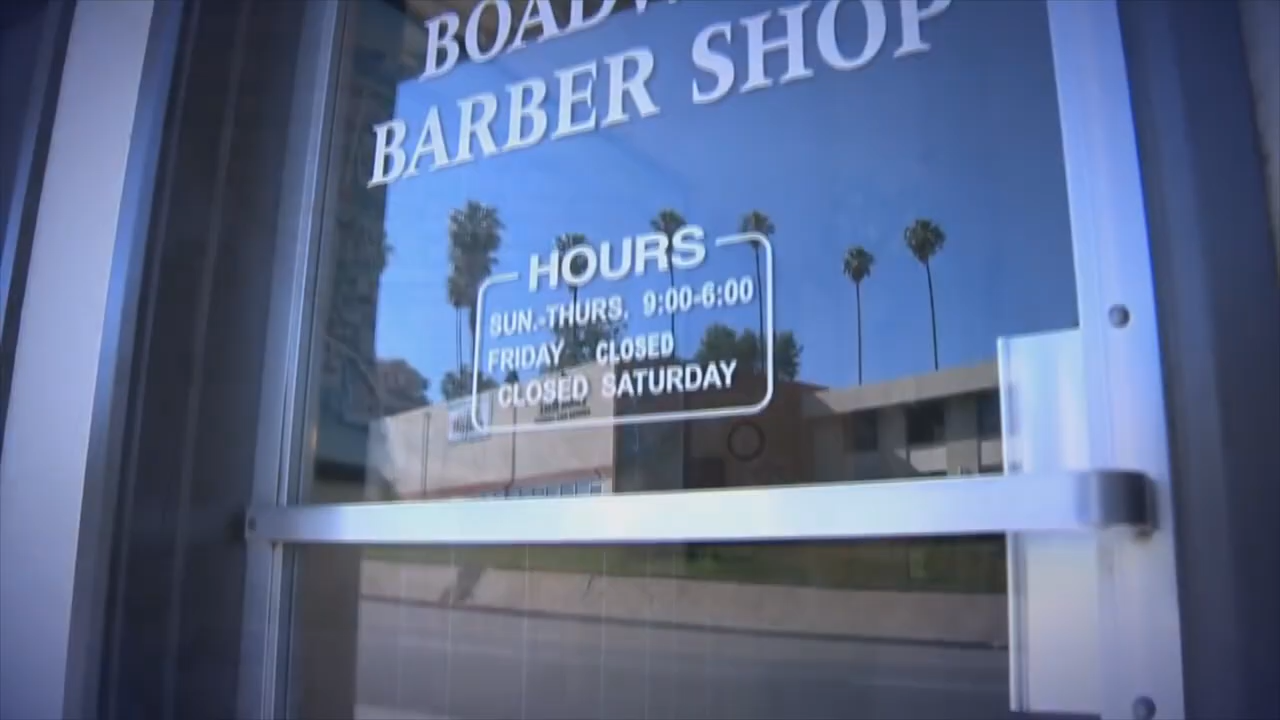 BARBER SHOP
HOURS
SUN.-THURS. 9:00-6:00
FRIDAY CLOSED
CLOSED SATURDAY